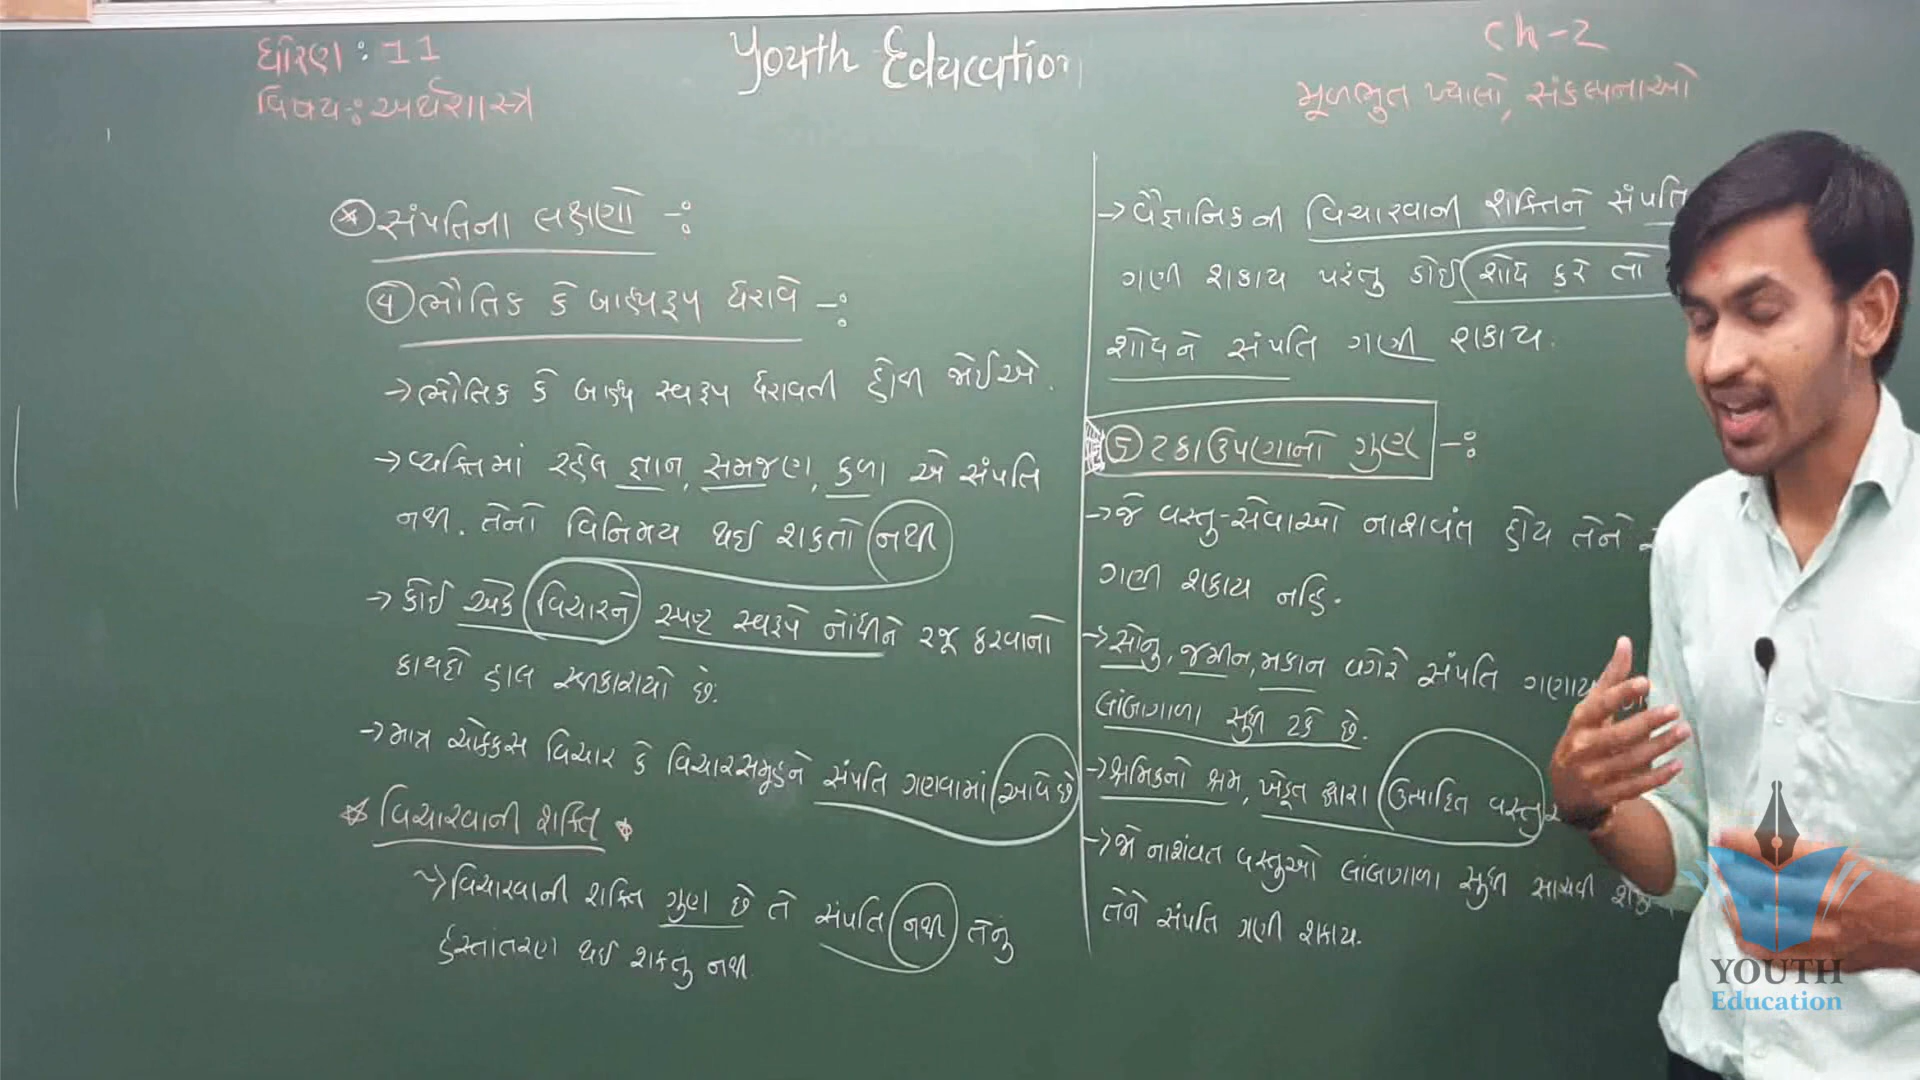 ધોરણ : 11
વિષય : અર્થશાસ્ત્ર
Youth Education
ch-2
મૂળભુત ખ્યાલો, સંકલ્પનાઓ
* સંપતિના લક્ષણો -:
4 ભૌતિક કે બાહ્યરૂપ ધરાવે -:
→ ભૌતિક કે બાહ્ય સ્વરૂપ ધરાવતી હોવી જોઈએ.
→ વ્યક્તિમાં રહેલ જ્ઞાન, સમજણ, કળા એ સંપતિ
નથી. તેનો વિનિમય થઈ શકતો નથી
→ કોઈ એક વિચારને સ્પષ્ટ સ્વરૂપે નોંધીને રજૂ કરવાનો
કાયદો હાલ સ્વીકારાયો છે.
→ માત્ર ચોક્કસ વિચાર કે વિચારસમૂહને સંપતિ ગણવામાં આવે છે
* વિચારવાની શક્તિ *
→ વિચારવાની શક્તિ ગુણ છે તે સંપતિ નથી તેનુ
હસ્તાંતરણ થઈ શકતુ નથી.
→ વૈજ્ઞાનિકની વિચારવાની શક્તિને સંપતિ
ગણી શકાય પરંતુ કોઈ શોધ કરે તો
શોધને સંપતિ ગણી શકાય.
5 ટકાઉપણાનો ગુણ -:
→ જે વસ્તુ-સેવાઓ નાશવંત હોય તેને
ગણી શકાય નહિ.
→ સોનુ, જમીન, મકાન વગેરે સંપતિ ગણાય
લાંબાગાળા સુધી ટકે છે.
→ શ્રમિકનો શ્રમ, ખેડૂત દ્વારા ઉત્પાદિત વસ્તુ
→ જો નાશંવત વસ્તુઓ લાંબાગાળા સુધી સાચવી
તેને સંપતિ ગણી શકાય.
YOUTH
Education